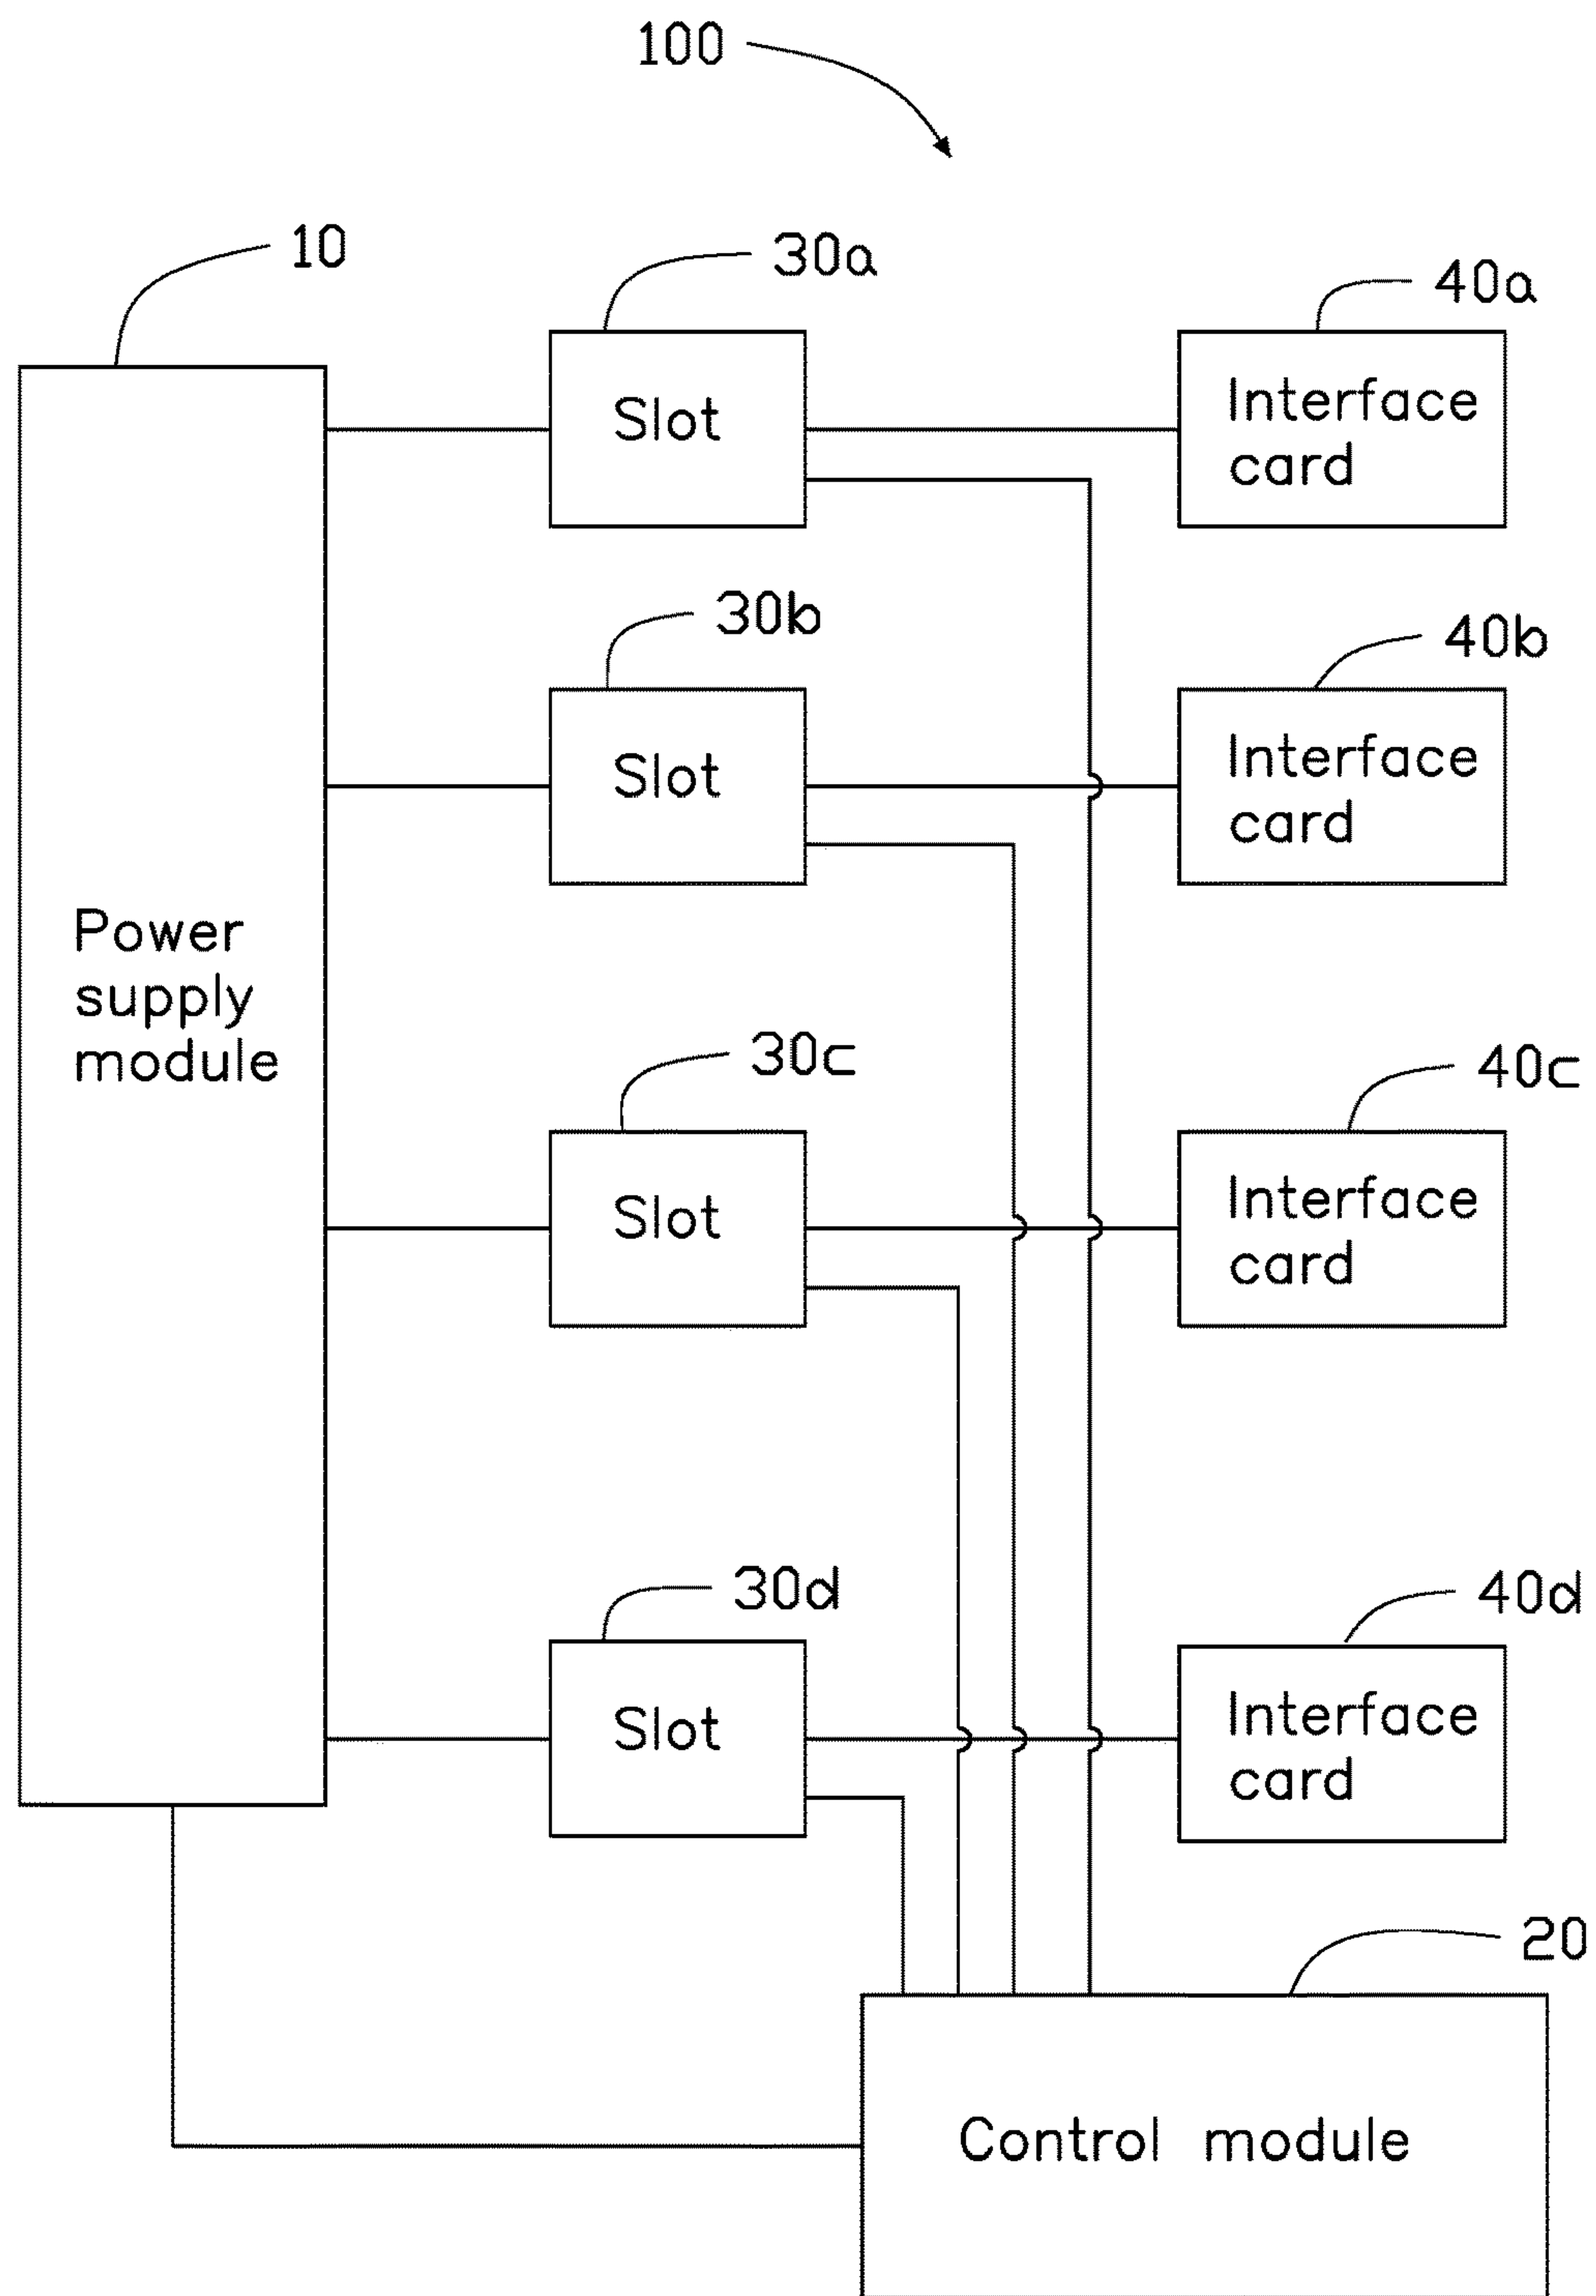 100
10
30a
40a
Slot
Interface
card
30b
40b
Slot
Interface
card
Power
supply
module
30c
40c
Slot
Interface
card
30d
40d
Slot
Interface
card
20
Control module